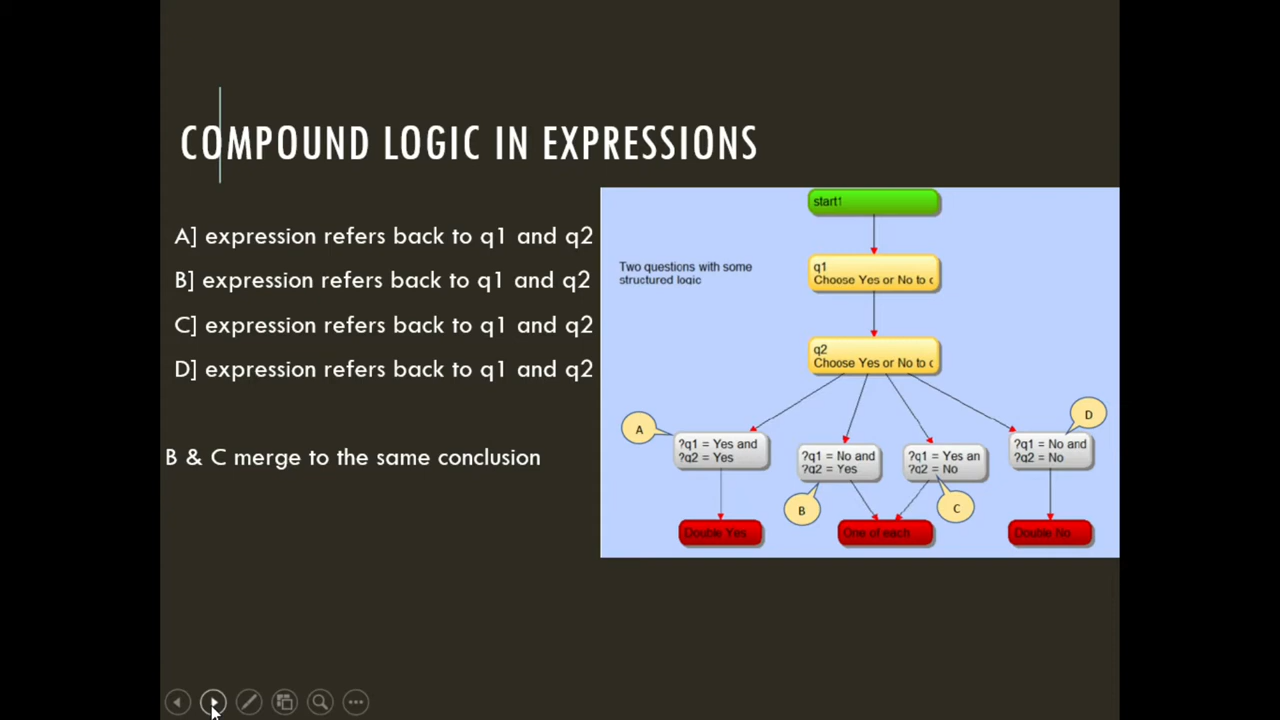 COMPOUND LOGIC IN EXPRESSIONS
A] expression refers back to q1 and q2
B] expression refers back to q1 and q2
C] expression refers back to q1 and q2
D] expression refers back to q1 and q2
B & C merge to the same conclusion
start1
Two questions with some
structured logic
q1
Choose Yes or No to c
q2
Choose Yes or No to c
A
?q1 = Yes and
?q2 = Yes
B
?q1 = No and
?q2 = Yes
C
?q1 = Yes an
?q2 = No
D
?q1 = No and
?q2 = No
Double Yes
One of each
Double No